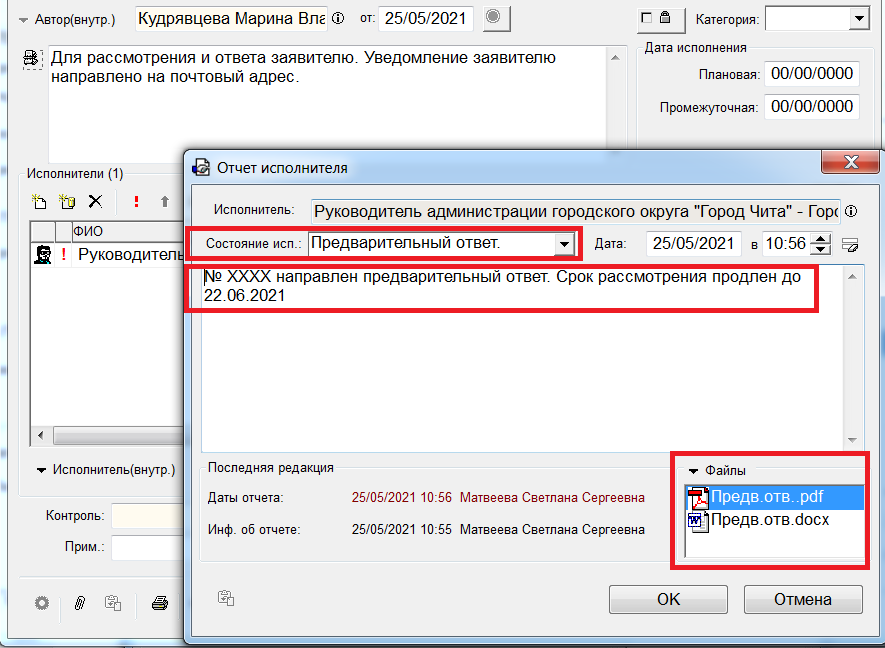 Автор(внутр.) Кудрявцева Марина Вла от: 25/05/2021 Категория:
Для рассмотрения и ответа заявителю. Уведомление заявителю
направлено на почтовый адрес.
Дата исполнения
Плановая: 00/00/0000
Промежуточная: 00/00/0000
Исполнители (1)
ФИО
! Руководитель
Исполнитель(внутр.)
Контроль:
Прим.:
Отчет исполнителя
Исполнитель: Руководитель администрации городского округа "Город Чита" - Горо
Состояние исп.: Предварительный ответ. Дата: 25/05/2021 в 10:56
№ ХХХХ направлен предварительный ответ. Срок рассмотрения продлен до
22.06.2021
Последняя редакция
Даты отчета: 25/05/2021 10:56 Матвеева Светлана Сергеевна
Инф. об отчете: 25/05/2021 10:55 Матвеева Светлана Сергеевна
Файлы
Предв.отв..pdf
Предв.отв.docx
OK Отмена